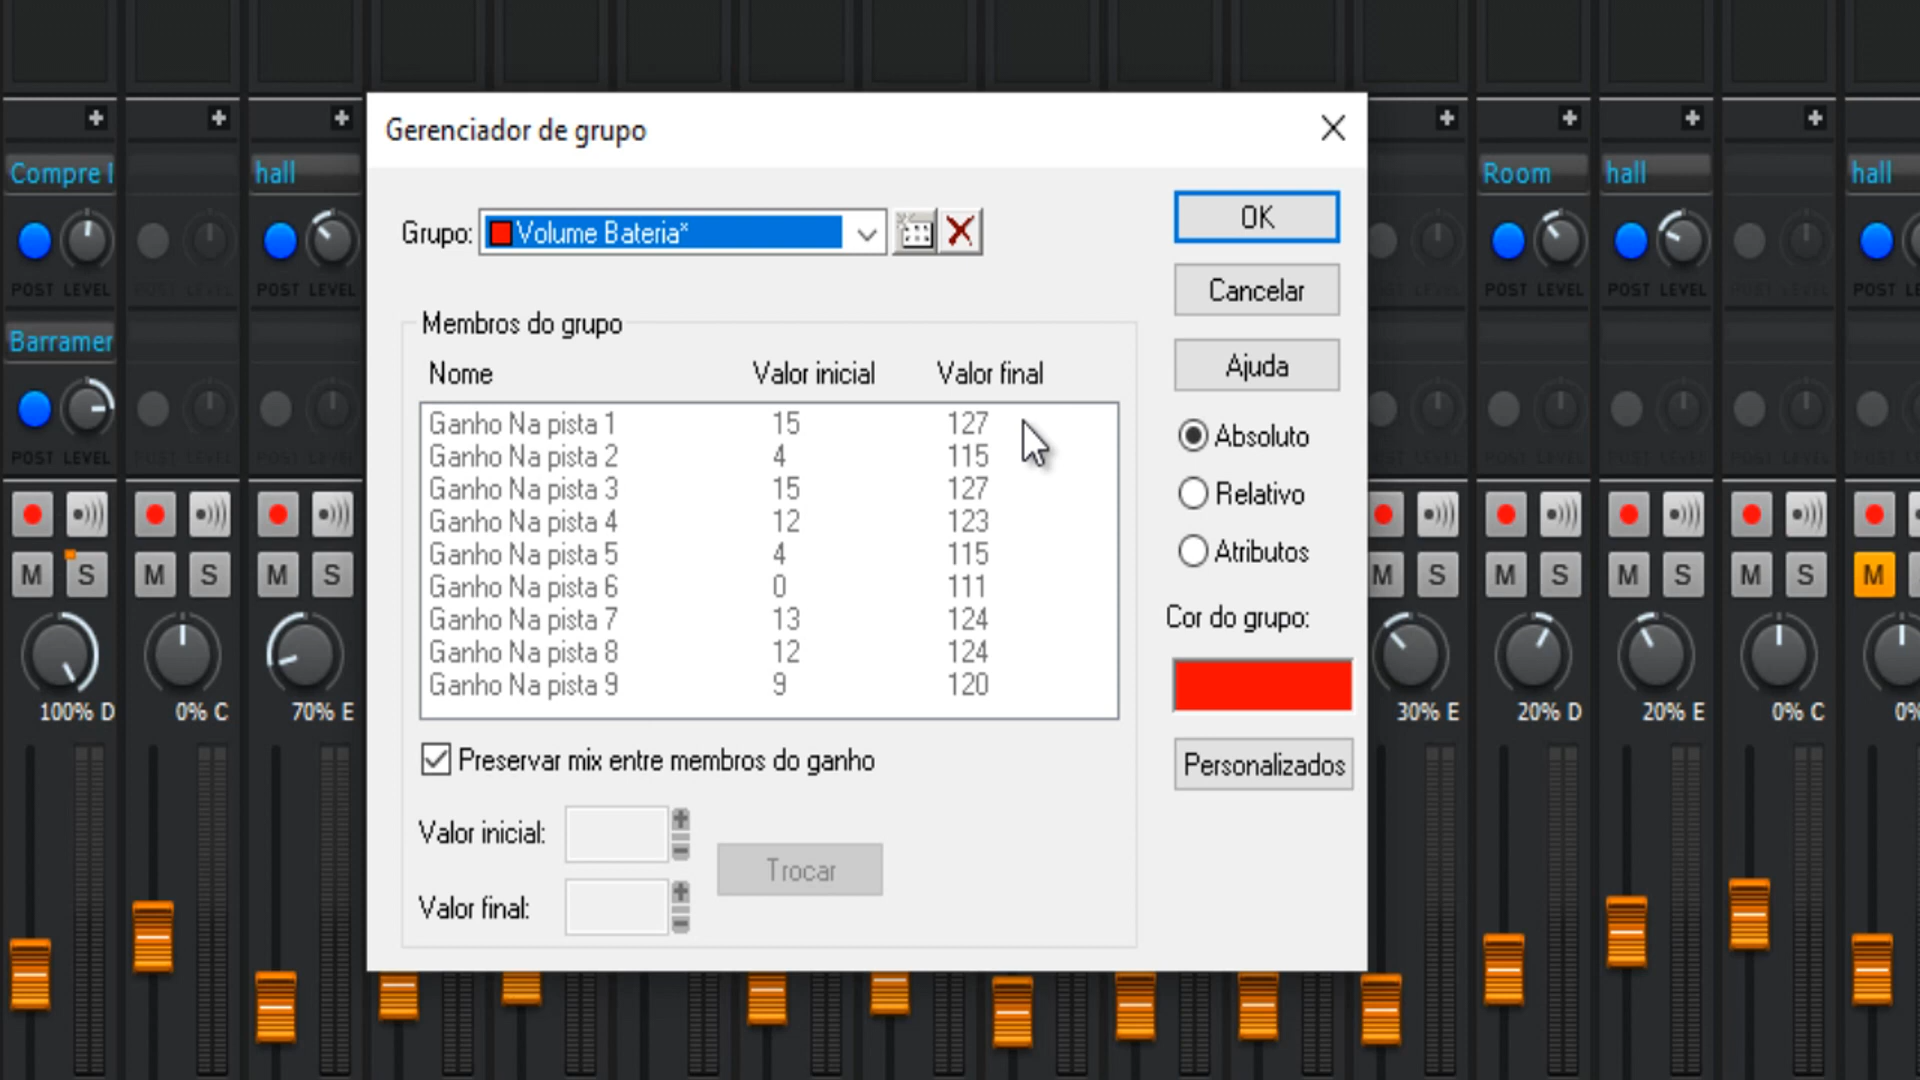 Gerenciador de grupo
Compre
hall
Room
hall
hall
Grupo: Volume Bateria*
OK
Cancelar
POST LEVEL
POST LEVEL
POST LEVEL
POST LEVEL
POST LEVEL
POST
Membros do grupo
Barramen
Nome Valor inicial Valor final
Ajuda
Ganho Na pista 1 15 127
Ganho Na pista 2 4 115
Ganho Na pista 3 15 127
Ganho Na pista 4 12 123
Ganho Na pista 5 4 115
Ganho Na pista 6 0 111
Ganho Na pista 7 13 124
Ganho Na pista 8 12 124
Ganho Na pista 9 9 120
Absoluto
Relativo
Atributos
POST LEVEL
M S M S M S
M S M S M S M S M
Cor do grupo:
100% D 0% C 70% E
30% E 20% D 20% E 0% C 0%
Preservar mix entre membros do ganho
Personalizados
Valor inicial:
Trocar
Valor final: